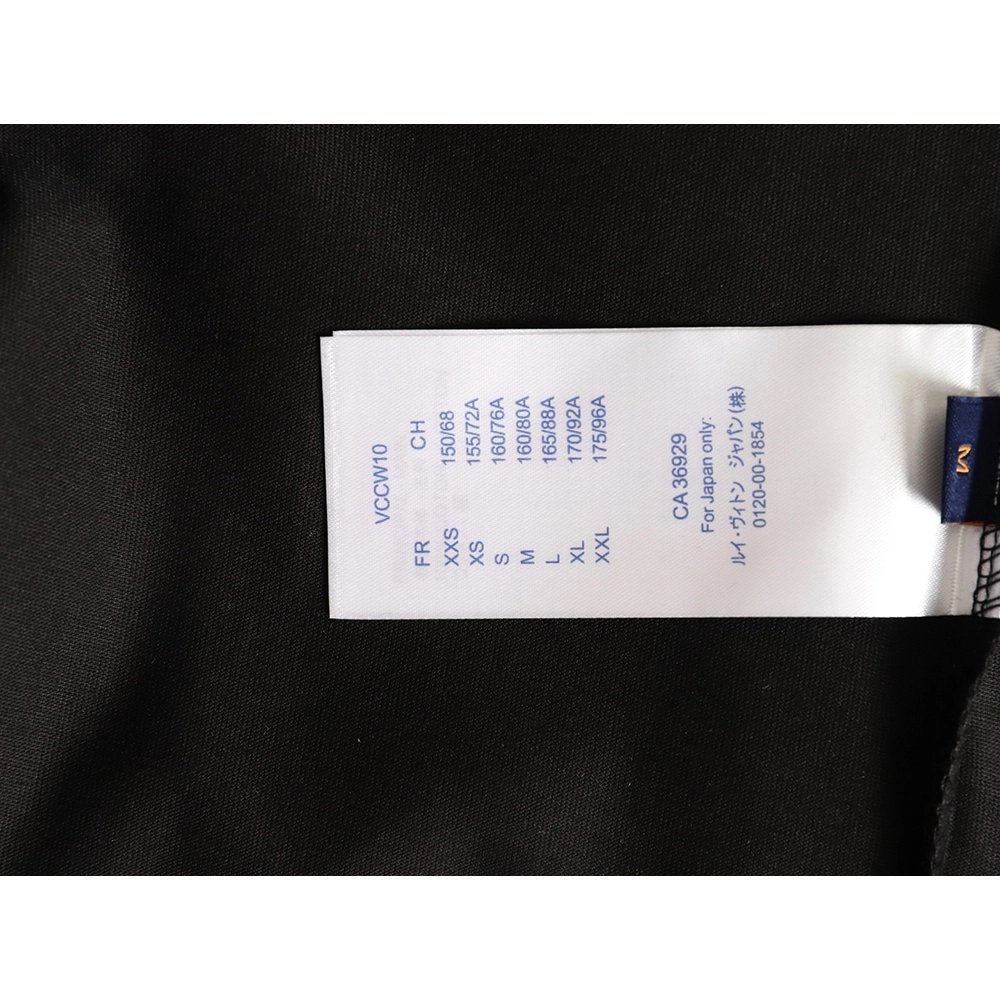 VCCW10
FR CH
XXS 150/68
XS 155/72A
S 160/76A
M 160/80A
L 165/88A
XL 170/92A
XXL 175/96A
CA 36929
For Japan only:
ルイ・ヴィトン ジャパン(株)
0120-00-1854
M